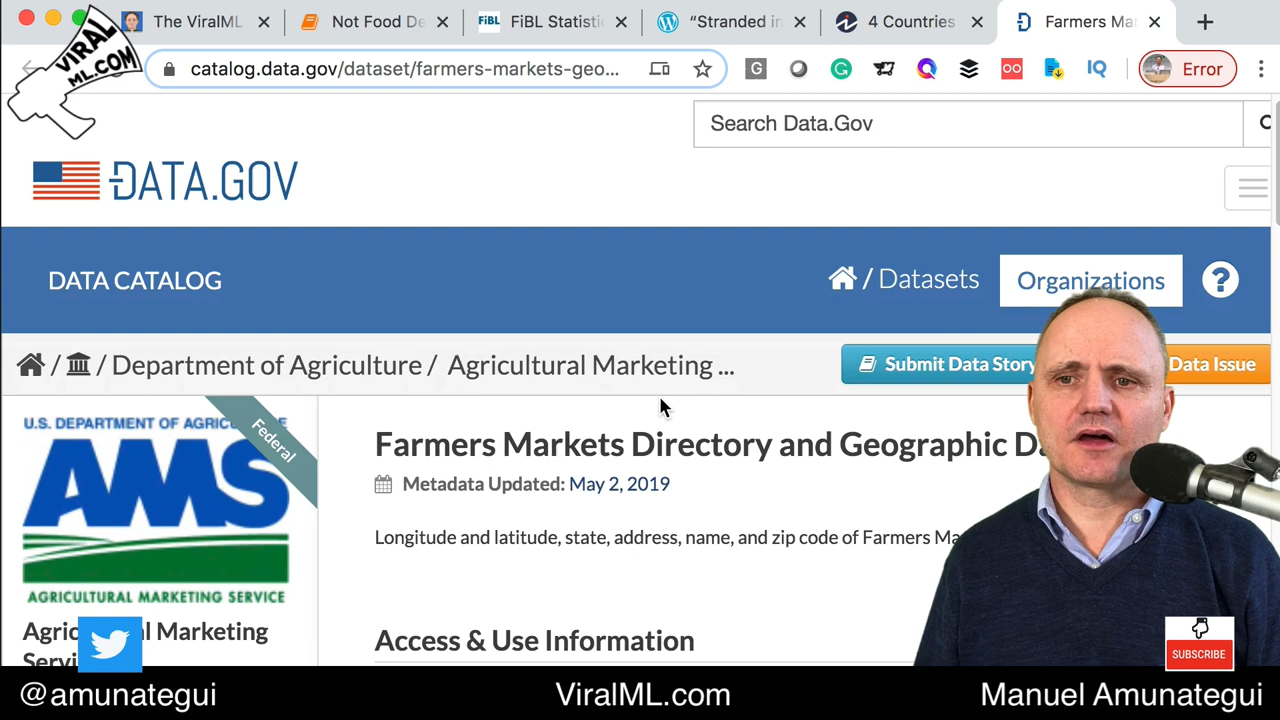 The ViralML
Not Food De
FiBL
FiBL Statisti
"Stranded in
4 Countries
Farmers Mar
VIRAL
ML.COM
catalog.data.gov/dataset/farmers-markets-geo...
G
IQ
Error
Search Data.Gov
DATA.GOV
DATA CATALOG
/ Datasets
Organizations
?
/ / Department of Agriculture / Agricultural Marketing ...
Submit Data Story
Data Issue
U.S. DEPARTMENT OF AGRIC
Federal
AMS
AGRICULTURAL MARKETING SERVICE
Farmers Markets Directory and Geographic Da
Metadata Updated: May 2, 2019
Longitude and latitude, state, address, name, and zip code of Farmers Ma
Agric al Marketing
Servi
Access & Use Information
SUBSCRIBE
@amunategui
ViralML.com
Manuel Amunategui